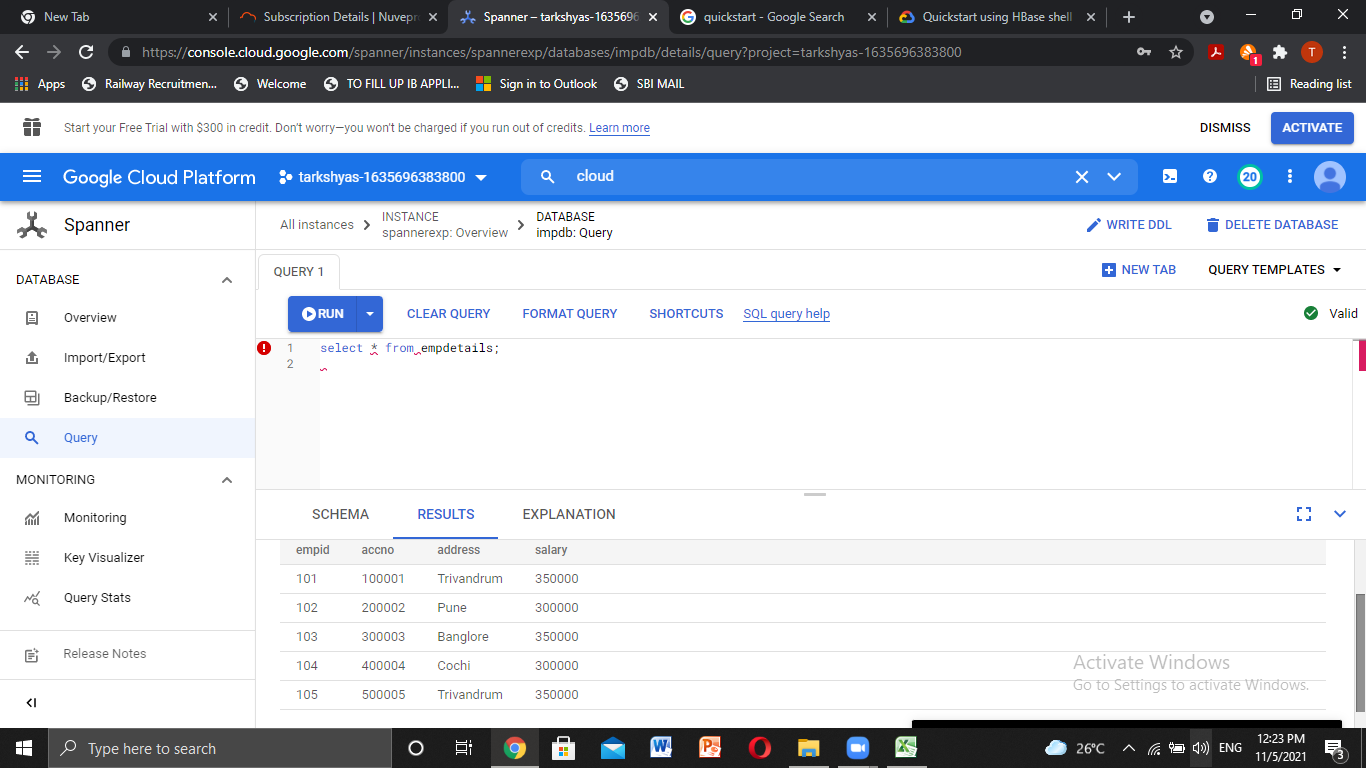 New Tab
Subscription Details | Nuvepr
Spanner – tarkshyas-1635696
quickstart - Google Search
Quickstart using HBase shell
https://console.cloud.google.com/spanner/instances/spannerexp/databases/impdb/details/query?project=tarkshyas-1635696383800
1
T
Apps
Railway Recruitmen...
Welcome
TO FILL UP IB APPLI...
Sign in to Outlook
SBI MAIL
Reading list
Start your Free Trial with $300 in credit. Don't worry—you won't be charged if you run out of credits. Learn more
DISMISS
ACTIVATE
Google Cloud Platform
tarkshyas-1635696383800
cloud
20
Spanner
All instances
INSTANCE
spannerexp: Overview
DATABASE
impdb: Query
WRITE DDL
DELETE DATABASE
DATABASE
Overview
Import/Export
Backup/Restore
Query
MONITORING
Monitoring
Key Visualizer
Query Stats
Release Notes
QUERY 1
NEW TAB
QUERY TEMPLATES
RUN
CLEAR QUERY
FORMAT QUERY
SHORTCUTS
SQL query help
Valid
1 select * from empdetails;
2
SCHEMA
RESULTS
EXPLANATION
empid accno address salary
101 100001 Trivandrum 350000
102 200002 Pune 300000
103 300003 Banglore 350000
104 400004 Cochi 300000
105 500005 Trivandrum 350000
Activate Windows
Go to Settings to activate Windows.
Type here to search
26°C
ENG
12:23 PM
11/5/2021
3